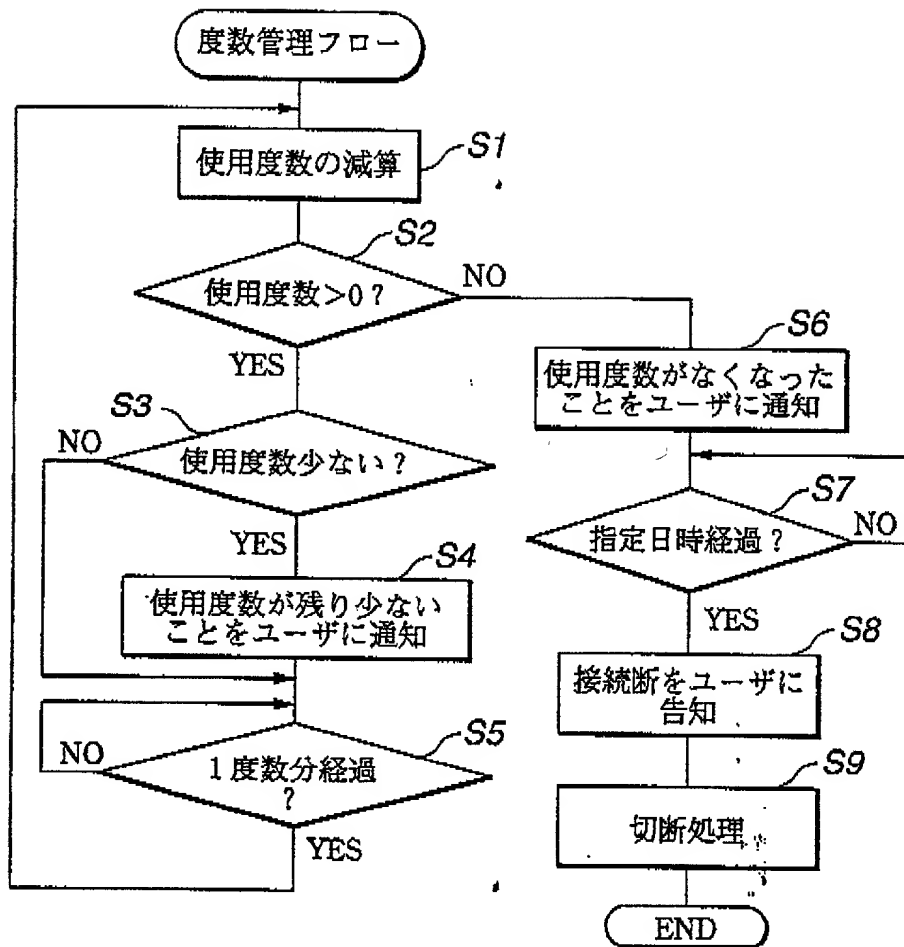 度数管理フロー
使用度数の減算
S1
使用度数>0?
S2
NO
YES
使用度数少ない?
S3
NO
YES
使用度数が残り少ない
ことをユーザに通知
S4
1度数分経過
?
S5
NO
YES
使用度数がなくなった
ことをユーザに通知
S6
指定日時経過?
S7
NO
YES
接続断をユーザに
告知
S8
切断処理
S9
END